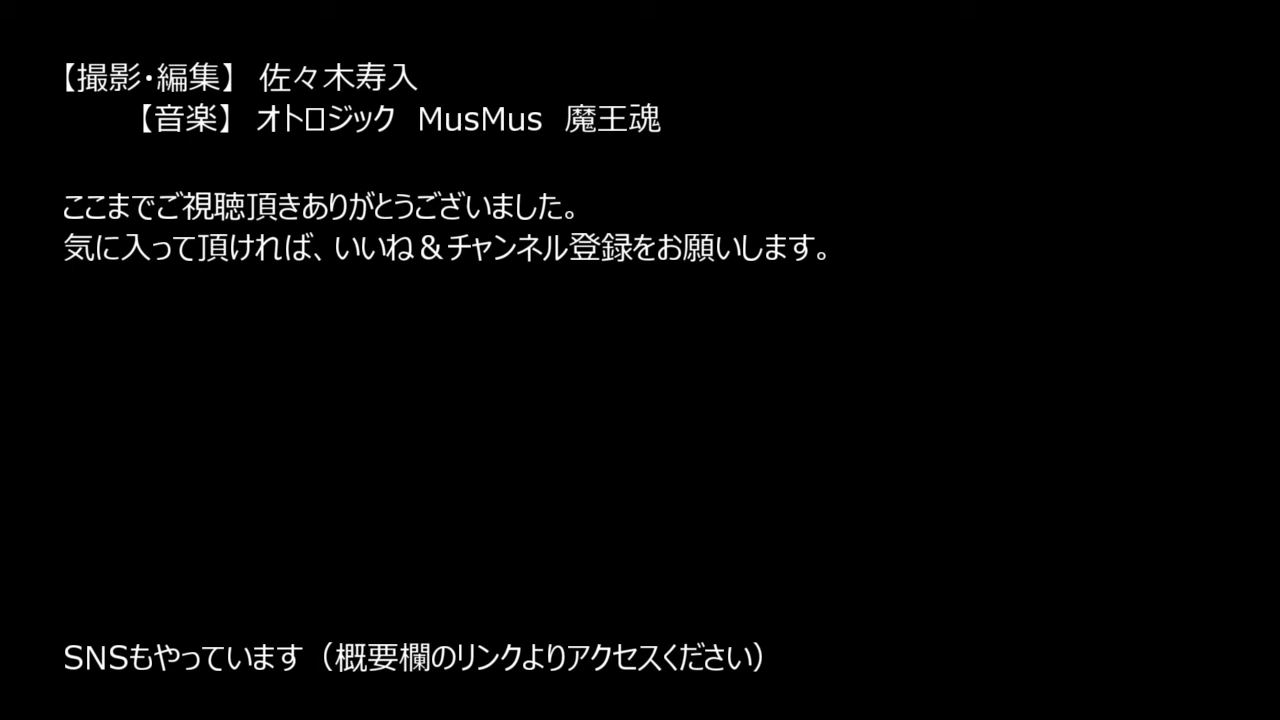 【撮影・編集】 佐々木寿入
【音楽】 オトロジック MusMus 魔王魂
ここまでご視聴頂きありがとうございました。
気に入って頂ければ、いいね＆チャンネル登録をお願いします。
SNSもやっています（概要欄のリンクよりアクセスください）